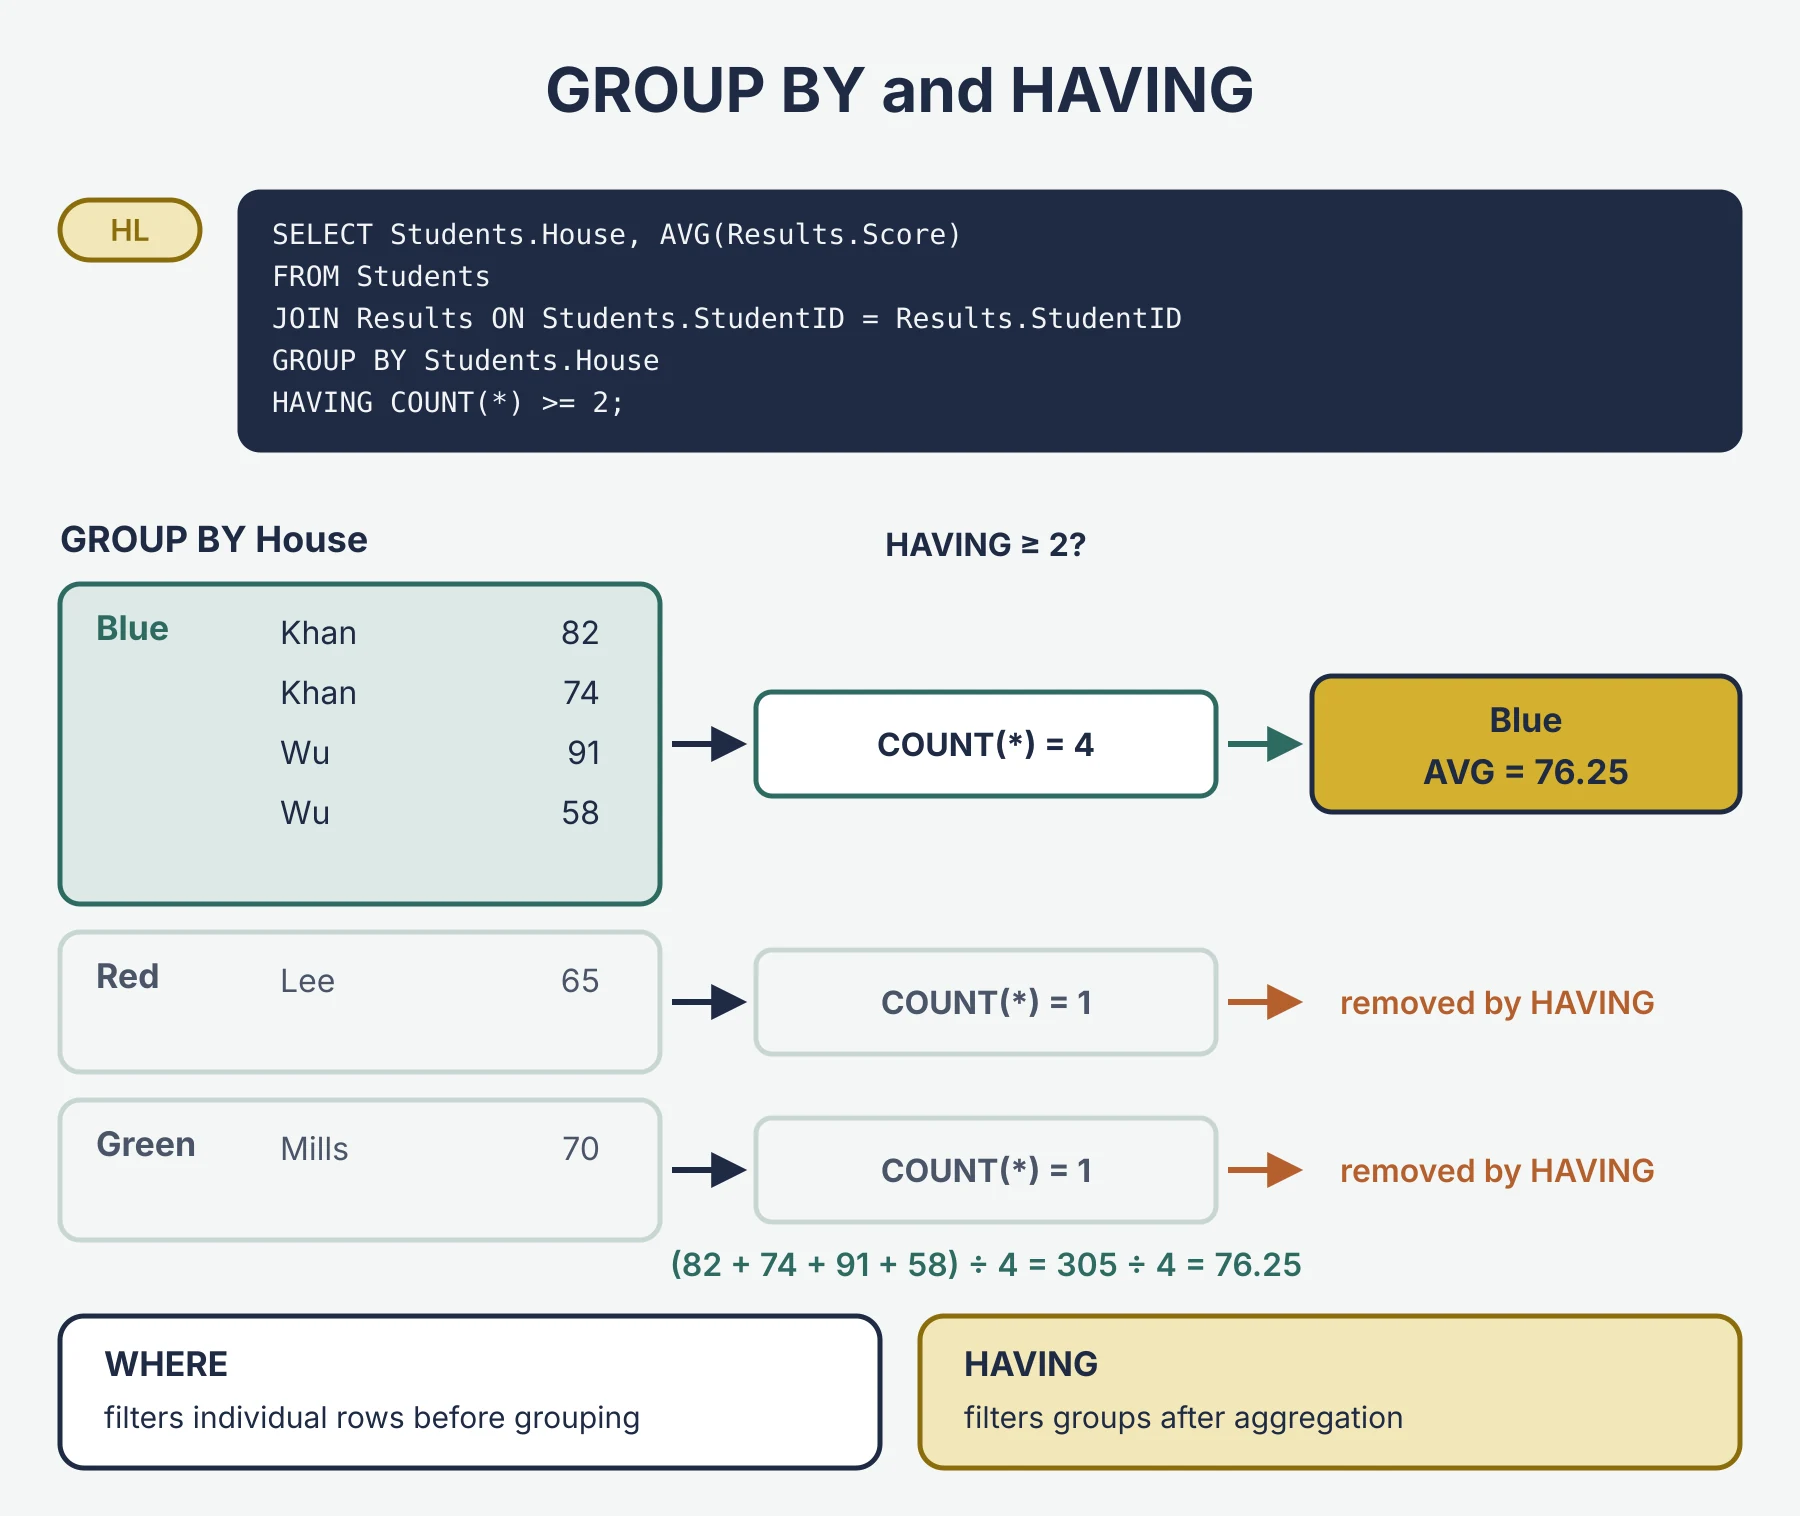 GROUP BY and HAVING
HL
SELECT Students.House, AVG(Results.Score)
FROM Students
JOIN Results ON Students.StudentID = Results.StudentID
GROUP BY Students.House
HAVING COUNT(*) >= 2;
GROUP BY House
HAVING ≥ 2?
Blue Khan 82
Khan 74
Wu 91
Wu 58
COUNT(*) = 4
Blue
AVG = 76.25
Red Lee 65
COUNT(*) = 1
removed by HAVING
Green Mills 70
COUNT(*) = 1
removed by HAVING
(82 + 74 + 91 + 58) ÷ 4 = 305 ÷ 4 = 76.25
WHERE
filters individual rows before grouping
HAVING
filters groups after aggregation